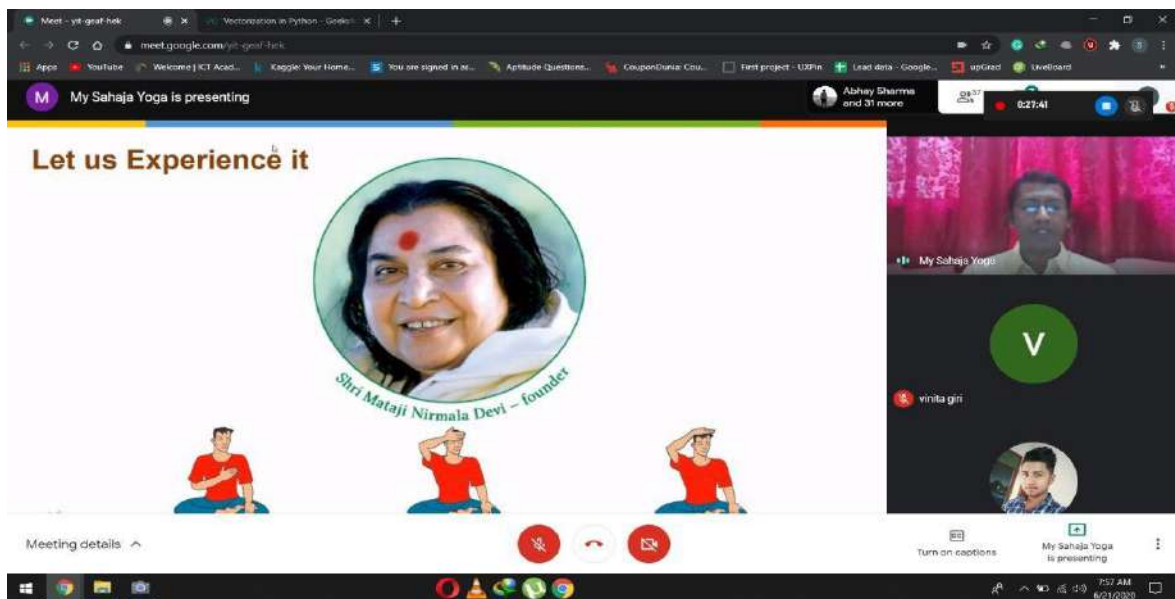 Meet - yit-geaf-hek
Vectorization in Python - Geeks
meet.google.com/yit-geaf-hek
Apps
YouTube
Welcome | ICT Acad...
Kaggle: Your Home...
You are signed in as...
Aptitude Questions...
CouponDunia: Cou...
First project - UXPin
Lead data - Google...
upGrad
LiveBoard
M
My Sahaja Yoga is presenting
Abhay Sharma
and 31 more
37
0:27:41
Let us Experience it
Shri Mataji Nirmala Devi – founder
My Sahaja Yoga
V
vinita giri
Meeting details
Turn on captions
My Sahaja Yoga
is presenting
7:57 AM
6/21/2020